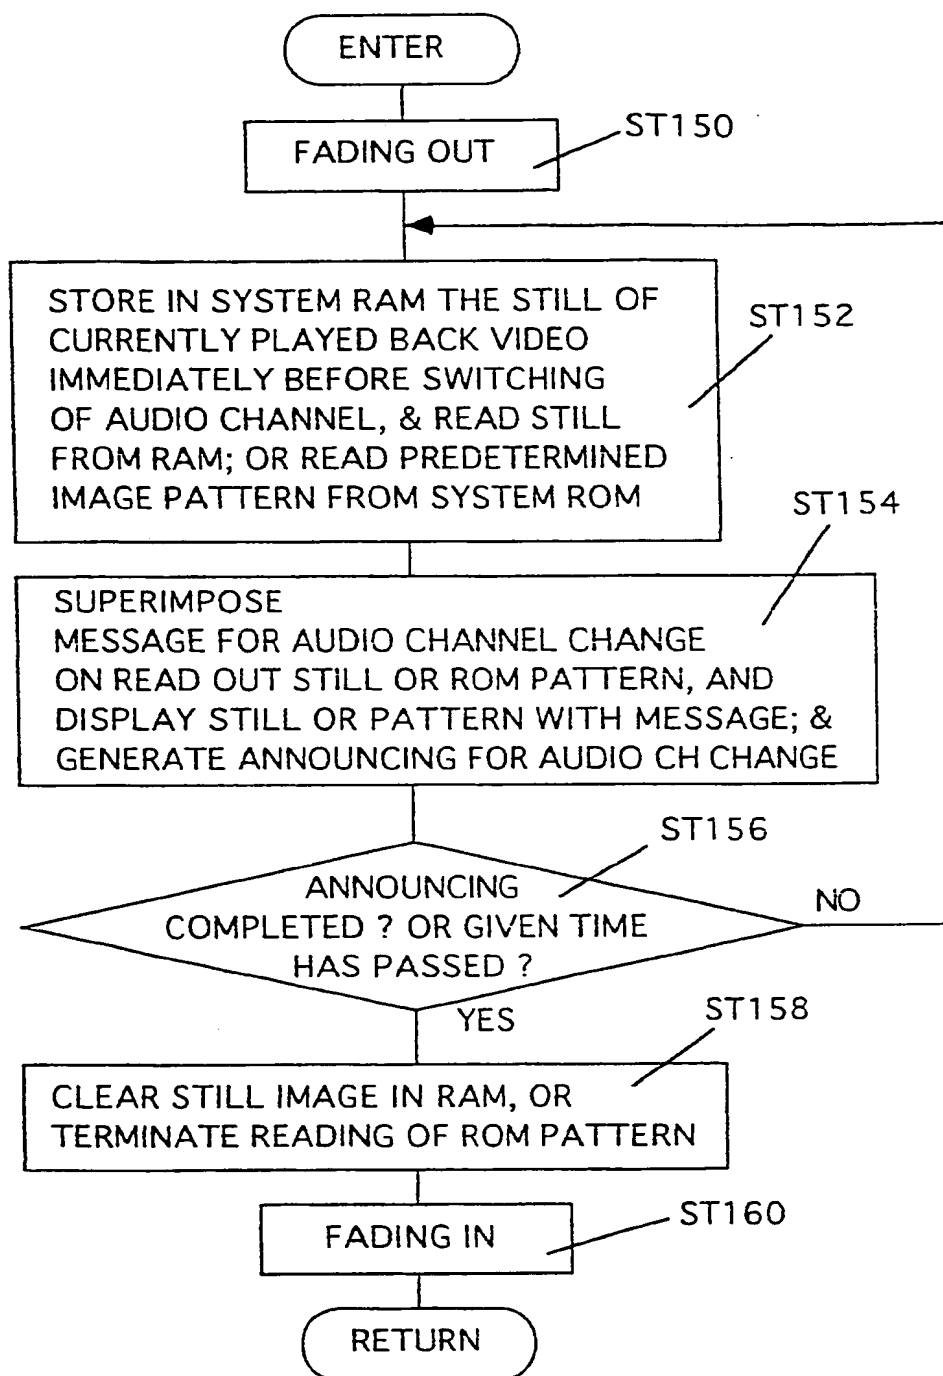 ENTER
FADING OUT
ST150
STORE IN SYSTEM RAM THE STILL OF
CURRENTLY PLAYED BACK VIDEO
IMMEDIATELY BEFORE SWITCHING
OF AUDIO CHANNEL, & READ STILL
FROM RAM; OR READ PREDETERMINED
IMAGE PATTERN FROM SYSTEM ROM
ST152
SUPERIMPOSE
MESSAGE FOR AUDIO CHANNEL CHANGE
ON READ OUT STILL OR ROM PATTERN, AND
DISPLAY STILL OR PATTERN WITH MESSAGE; &
GENERATE ANNOUNCING FOR AUDIO CH CHANGE
ST154
ANNOUNCING
COMPLETED ? OR GIVEN TIME
HAS PASSED ?
ST156
NO
YES
CLEAR STILL IMAGE IN RAM, OR
TERMINATE READING OF ROM PATTERN
ST158
FADING IN
ST160
RETURN